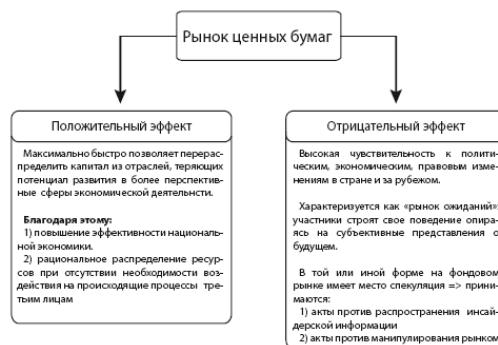 Рынок ценных бумаг
Положительный эффект
Максимально быстро позволяет перерас-
пределить капитал из отраслей, теряющих
потенциал развития в более перспектив-
ные сферы экономической деятельнсти.
Благодаря этому:
1) повышение эффективности националь-
ной экономики.
2) рациональное распределение ресур-
сов при отсутствии необходимости воз-
действия на происходящие процессы тре-
тьим лицам
Отрицательный эффект
Высокая чувствительность к полити-
ческим, экономическим, правовым изме-
нениям в стране и за рубежом.
Характеризуется как «рынок ожиданий»:
участники строят свое поведение опира-
ясь на субъективные представления о
будущем.
В той или иной форме на фондовом
рынке имеет место спекуляция => прини-
маются:
1) акты против распространения инсай-
дерской информации
2) акты против манипулирования рынком